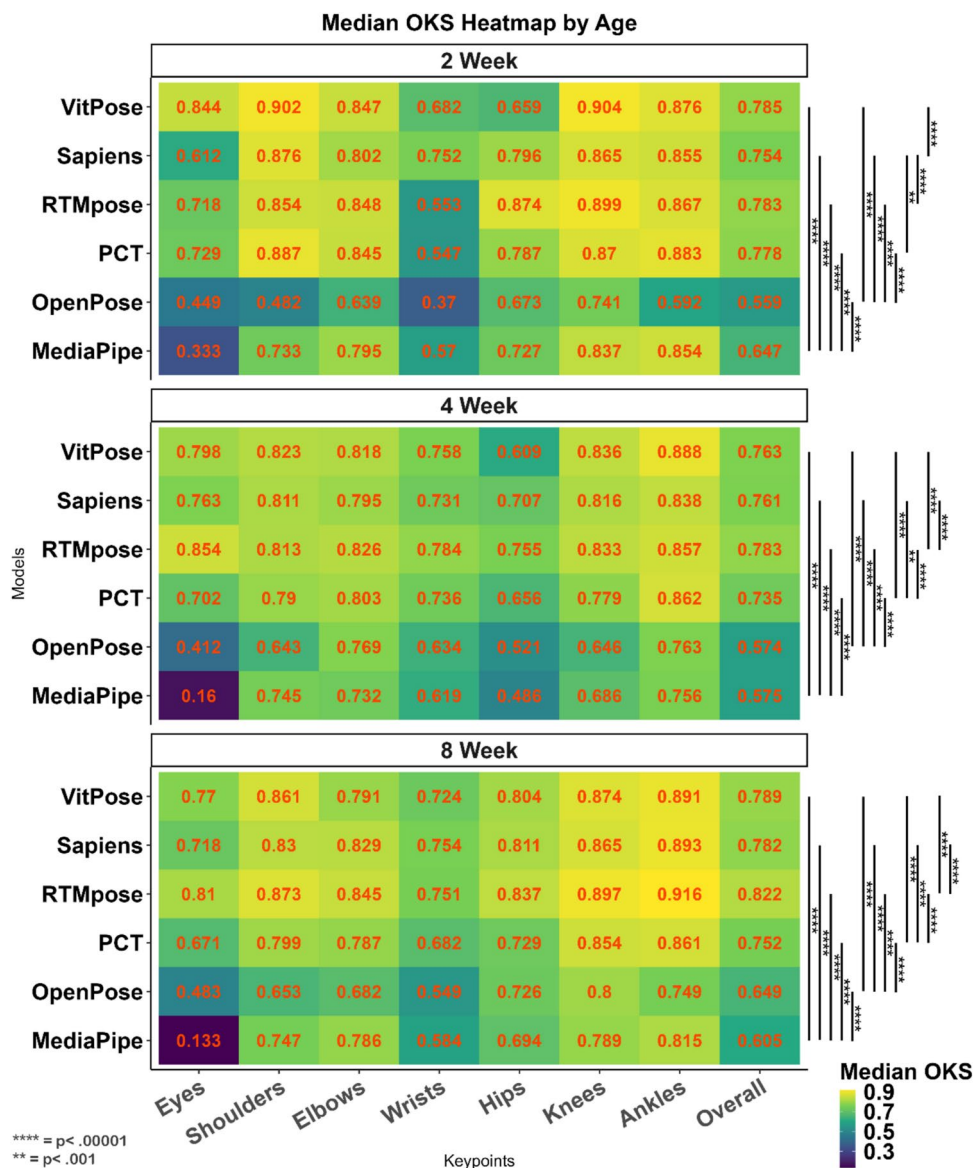 Median OKS Heatmap by Age
2 Week
VitPose 0.844 0.902 0.847 0.682 0.659 0.904 0.876 0.785
Sapiens 0.612 0.876 0.802 0.752 0.796 0.865 0.855 0.754
RTMpose 0.718 0.854 0.848 0.553 0.874 0.899 0.867 0.783
PCT 0.729 0.887 0.845 0.547 0.787 0.87 0.883 0.778
OpenPose 0.449 0.482 0.639 0.37 0.673 0.741 0.592 0.559
MediaPipe 0.333 0.733 0.795 0.57 0.727 0.837 0.854 0.647
4 Week
VitPose 0.798 0.823 0.818 0.758 0.609 0.836 0.888 0.763
Sapiens 0.763 0.811 0.795 0.731 0.707 0.816 0.838 0.761
RTMpose 0.854 0.813 0.826 0.784 0.755 0.833 0.857 0.783
PCT 0.702 0.79 0.803 0.736 0.656 0.779 0.862 0.735
OpenPose 0.412 0.643 0.769 0.634 0.521 0.646 0.763 0.574
MediaPipe 0.16 0.745 0.732 0.619 0.486 0.686 0.756 0.575
Models
8 Week
VitPose 0.77 0.861 0.791 0.724 0.804 0.874 0.891 0.789
Sapiens 0.718 0.83 0.829 0.754 0.811 0.865 0.893 0.782
RTMpose 0.81 0.873 0.845 0.751 0.837 0.897 0.916 0.822
PCT 0.671 0.799 0.787 0.682 0.729 0.854 0.861 0.752
OpenPose 0.483 0.653 0.682 0.549 0.726 0.8 0.749 0.649
MediaPipe 0.133 0.747 0.786 0.584 0.694 0.789 0.815 0.605
Eyes Shoulders Elbows Wrists Hips Knees Ankles Overall
Keypoints
Median OKS
0.9
0.7
0.5
0.3
**** = p< .00001
** = p< .001